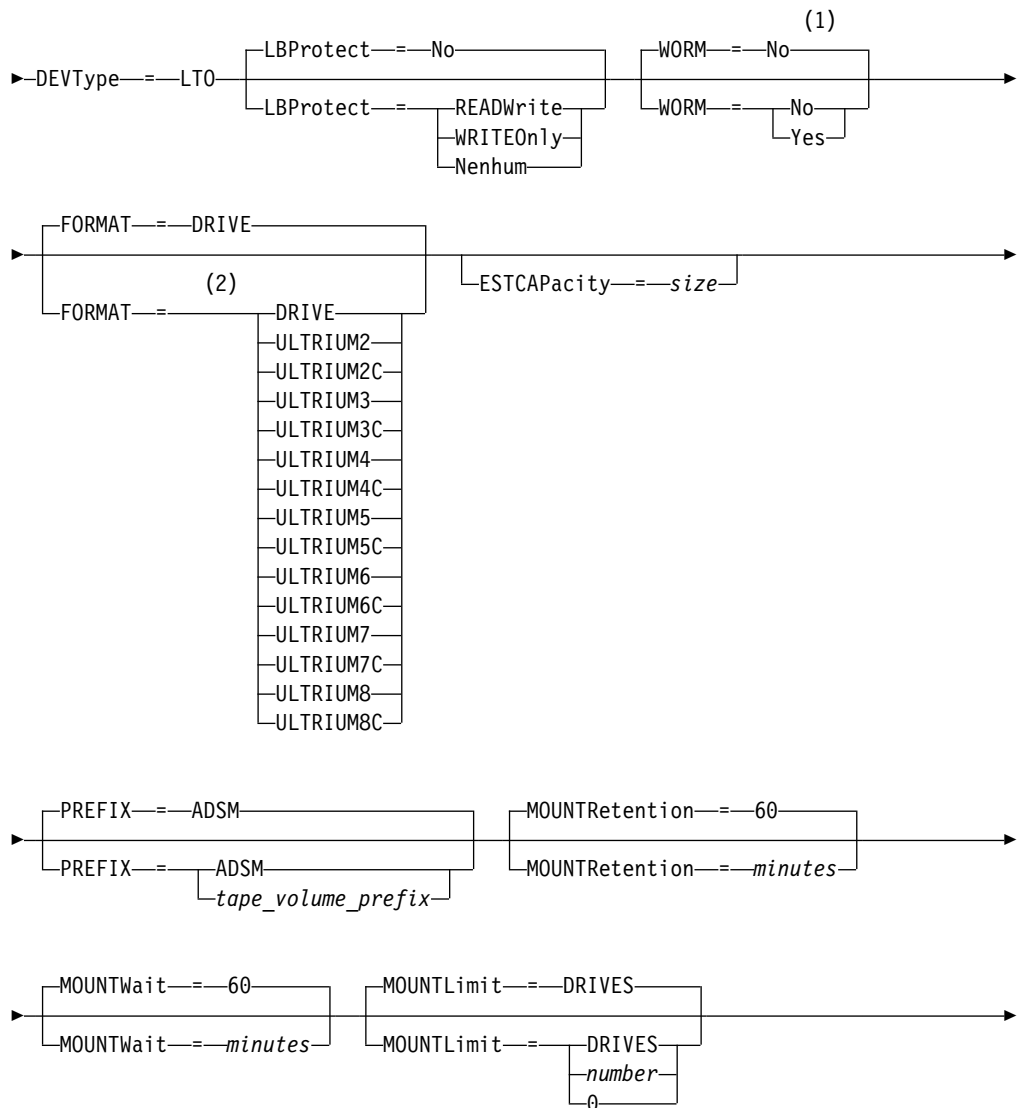 (1)
LBProtect = No WORM = No
DEVType = LTO
LBProtect = READWrite WORM = No
WRITEOnly Yes
Nenhum
FORMAT = DRIVE
(2) ESTCAPacity = size
FORMAT = DRIVE
ULTRIUM2
ULTRIUM2C
ULTRIUM3
ULTRIUM3C
ULTRIUM4
ULTRIUM4C
ULTRIUM5
ULTRIUM5C
ULTRIUM6
ULTRIUM6C
ULTRIUM7
ULTRIUM7C
ULTRIUM8
ULTRIUM8C
PREFIX = ADSM MOUNTRetention = 60
PREFIX = ADSM MOUNTRetention = minutes
tape_volume_prefix
MOUNTWait = 60 MOUNTLimit = DRIVES
MOUNTWait = minutes MOUNTLimit = DRIVES
number
0